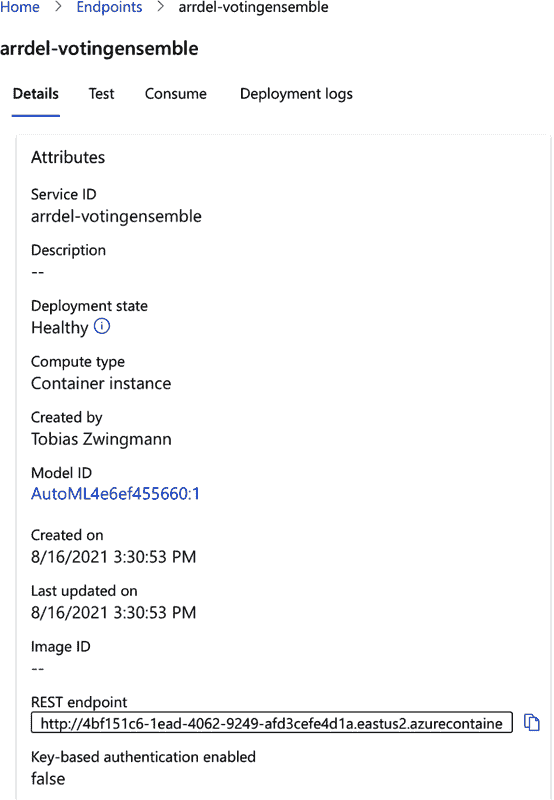 Home > Endpoints > arrdel-votingensemble
arrdel-votingensemble
Details Test Consume Deployment logs
Attributes
Service ID
arrdel-votingensemble
Description
--
Deployment state
Healthy
Compute type
Container instance
Created by
Tobias Zwingmann
Model ID
AutoML4e6ef455660:1
Created on
8/16/2021 3:30:53 PM
Last updated on
8/16/2021 3:30:53 PM
Image ID
--
REST endpoint
http://4bf151c6-1ead-4062-9249-afd3cefe4d1a.eastus2.azurecontaine
Key-based authentication enabled
false